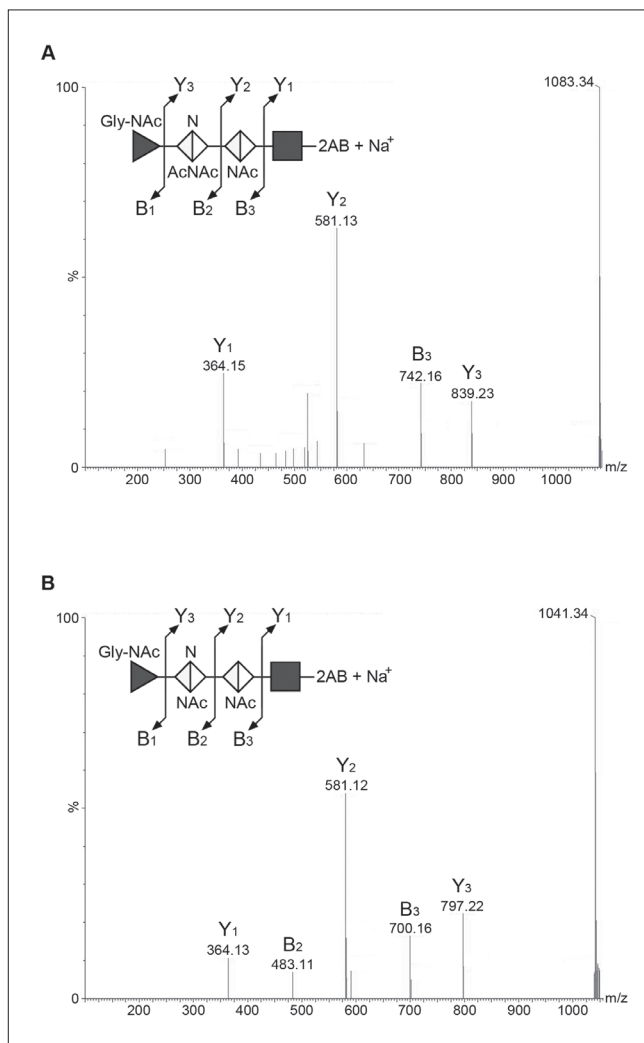 A
100
1083.34
Y3 Y2 Y1
Gly-NAc N
2AB + Na+
AcNAc NAc
B1 B2 B3
Y2
581.13
%
Y1
364.15
B3
742.16
Y3
839.23
0
200 300 400 500 600 700 800 900 1000 m/z
B
100
1041.34
Y3 Y2 Y1
Gly-NAc N
2AB + Na+
NAc NAc
B1 B2 B3
Y2
581.12
%
Y3
797.22
B3
700.16
Y1
364.13
B2
483.11
0
100 200 300 400 500 600 700 800 900 1000 m/z